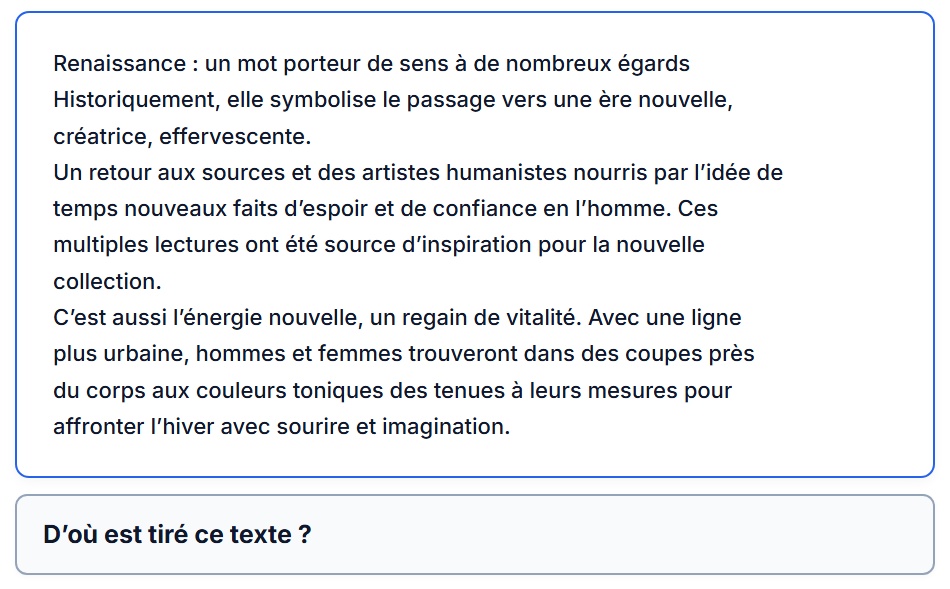 Renaissance : un mot porteur de sens à de nombreux égards
Historiquement, elle symbolise le passage vers une ère nouvelle,
créatrice, effervescente.
Un retour aux sources et des artistes humanistes nourris par l’idée de
temps nouveaux faits d’espoir et de confiance en l’homme. Ces
multiples lectures ont été source d’inspiration pour la nouvelle
collection.
C’est aussi l’énergie nouvelle, un regain de vitalité. Avec une ligne
plus urbaine, hommes et femmes trouveront dans des coupes près
du corps aux couleurs toniques des tenues à leurs mesures pour
affronter l’hiver avec sourire et imagination.
D’où est tiré ce texte ?